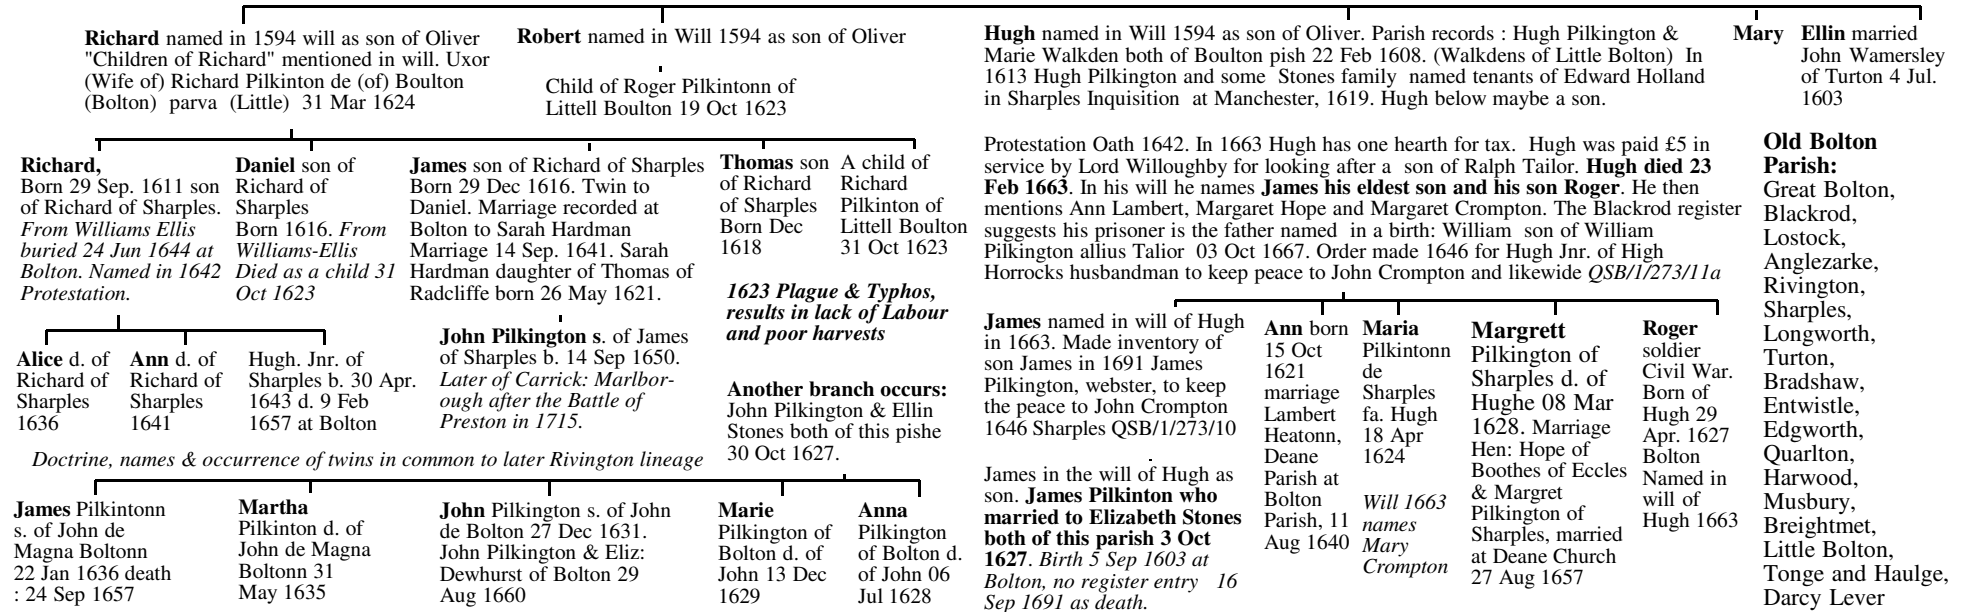 Richard named in 1594 will as son of Oliver
"Children of Richard" mentioned in will. Uxor
(Wife of) Richard Pilkinton de (of) Boulton
(Bolton) parva (Little) 31 Mar 1624
Robert named in Will 1594 as son of Oliver
Child of Roger Pilkintonn of
Littell Boulton 19 Oct 1623
Hugh named in Will 1594 as son of Oliver. Parish records : Hugh Pilkington &
Marie Walkden both of Boulton pish 22 Feb 1608. (Walkdens of Little Bolton) In
1613 Hugh Pilkington and some Stones family named tenants of Edward Holland
in Sharples Inquisition at Manchester, 1619. Hugh below maybe a son.
Mary
Ellin married
John Wamersley
of Turton 4 Jul.
1603
Richard,
Born 29 Sep. 1611 son
of Richard of Sharples.
From Williams Ellis
buried 24 Jun 1644 at
Bolton. Named in 1642
Protestation.
Daniel son of
Richard of
Sharples
Born 1616. From
Williams-Ellis
Died as a child 31
Oct 1623
James son of Richard of Sharples
Born 29 Dec 1616. Twin to
Daniel. Marriage recorded at
Bolton to Sarah Hardman
Marriage 14 Sep. 1641. Sarah
Hardman daughter of Thomas of
Radcliffe born 26 May 1621.
Thomas son
of Richard
of Sharples
Born Dec
1618
A child of
Richard
Pilkinton of
Littell Boulton
31 Oct 1623
1623 Plague & Typhos,
results in lack of Labour
and poor harvests
Protestation Oath 1642. In 1663 Hugh has one hearth for tax. Hugh was paid £5 in
service by Lord Willoughby for looking after a son of Ralph Tailor. Hugh died 23
Feb 1663. In his will he names James his eldest son and his son Roger. He then
mentions Ann Lambert, Margaret Hope and Margaret Crompton. The Blackrod register
suggests his prisoner is the father named in a birth: William son of William
Pilkington allius Talior 03 Oct 1667. Order made 1646 for Hugh Jnr. of High
Horrocks husbandman to keep peace to John Crompton and likewide QSB/1/273/11a
Old Bolton
Parish:
Great Bolton,
Blackrod,
Lostock,
Anglezarke,
Rivington,
Sharples,
Longworth,
Turton,
Bradshaw,
Entwistle,
Edgworth,
Quarlton,
Harwood,
Musbury,
Breightmet,
Little Bolton,
Tonge and Haulge,
Darcy Lever
Alice d. of
Richard of
Sharples
1636
Ann d. of
Richard of
Sharples
1641
Hugh. Jnr. of
Sharples b. 30 Apr.
1643 d. 9 Feb
1657 at Bolton
John Pilkington s. of James
of Sharples b. 14 Sep 1650.
Later of Carrick: Marlbor-
ough after the Battle of
Preston in 1715.
Another branch occurs:
John Pilkington & Ellin
Stones both of this pishe
30 Oct 1627.
James named in will of Hugh
in 1663. Made inventory of
son James in 1691 James
Pilkington, webster, to keep
the peace to John Crompton
1646 Sharples QSB/1/273/10
James in the will of Hugh as
son. James Pilkinton who
married to Elizabeth Stones
both of this parish 3 Oct
1627. Birth 5 Sep 1603 at
Bolton, no register entry 16
Sep 1691 as death.
Ann born
15 Oct
1621
marriage
Lambert
Heatonn,
Deane
Parish at
Bolton
Parish, 11
Aug 1640
Maria
Pilkintonn
de
Sharples
fa. Hugh
18 Apr
1624
Will 1663
names
Mary
Crompton
Margrett
Pilkington of
Sharples d. of
Hughe 08 Mar
1628. Marriage
Hen: Hope of
Boothes of Eccles
& Margret
Pilkington of
Sharples, married
at Deane Church
27 Aug 1657
Roger
soldier
Civil War.
Born of
Hugh 29
Apr. 1627
Bolton
Named in
will of
Hugh 1663
Doctrine, names & occurrence of twins in common to later Rivington lineage
James Pilkintonn
s. of John de
Magna Boltonn
22 Jan 1636 death
: 24 Sep 1657
Martha
Pilkinton d. of
John de Magna
Boltonn 31
May 1635
John Pilkington s. of John
de Bolton 27 Dec 1631.
John Pilkington & Eliz:
Dewhurst of Bolton 29
Aug 1660
Marie
Pilkington of
Bolton d. of
John 13 Dec
1629
Anna
Pilkington
of Bolton d.
of John 06
Jul 1628